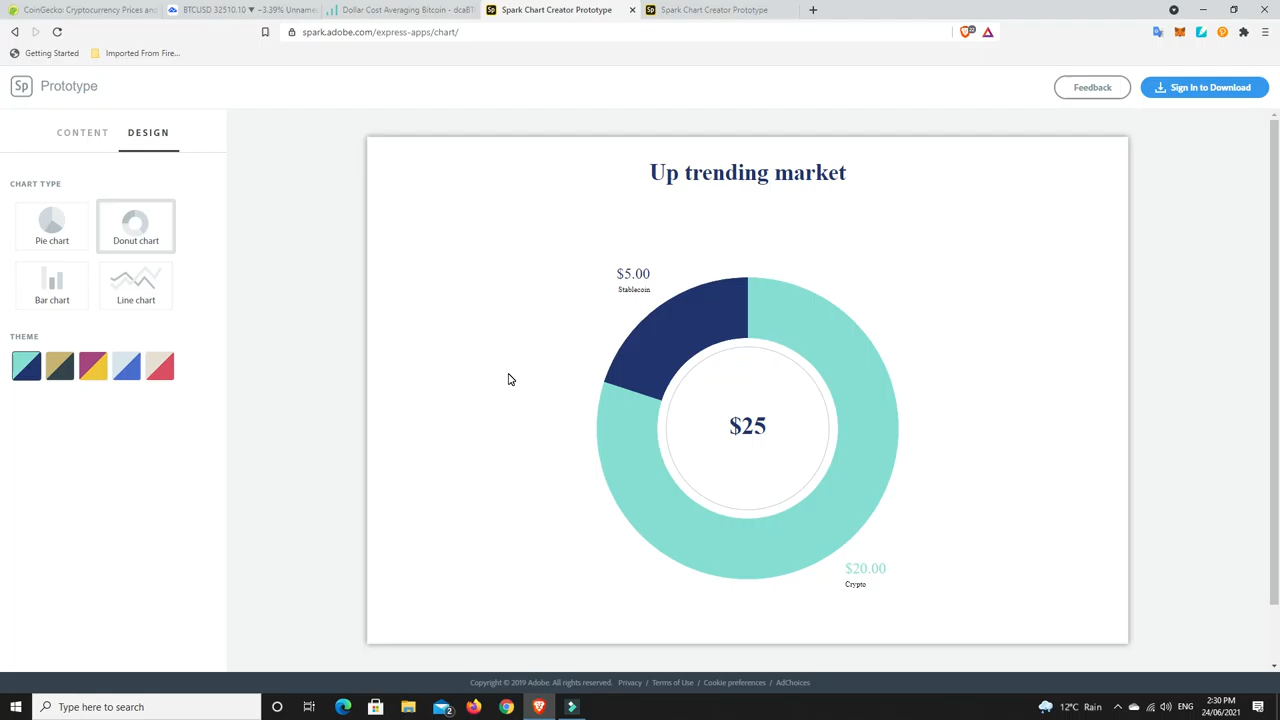 CoinGecko: Cryptocurrency Prices and
BTCUSD 32510.10 ▼ −3.39% Unname
Dollar Cost Averaging Bitcoin - dcaBT
Spark Chart Creator Prototype
Spark Chart Creator Prototype
spark.adobe.com/express-apps/chart/
Getting Started
Imported From Fire...
Sp Prototype
Feedback
Sign In to Download
CONTENT
DESIGN
CHART TYPE
Pie chart
Donut chart
Bar chart
Line chart
THEME
Up trending market
$5.00
Stablecoin
$25
$20.00
Crypto
Copyright © 2019 Adobe. All rights reserved. Privacy / Terms of Use / Cookie preferences / AdChoices
Type here to search
2
12°C Rain
ENG
2:30 PM
24/06/2021